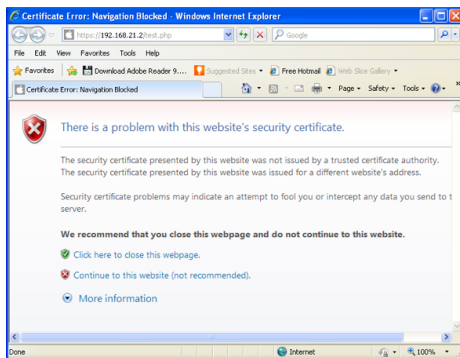 Certificate Error: Navigation Blocked - Windows Internet Explorer
https://192.168.21.2/test.php
Google
File Edit View Favorites Tools Help
Favorites Download Adobe Reader 9.... Suggested Sites Free Hotmail Web Slice Gallery
Certificate Error: Navigation Blocked Page Safety Tools
There is a problem with this website's security certificate.
The security certificate presented by this website was not issued by a trusted certificate authority.
The security certificate presented by this website was issued for a different website's address.
Security certificate problems may indicate an attempt to fool you or intercept any data you send to t
server.
We recommend that you close this webpage and do not continue to this website.
Click here to close this webpage.
Continue to this website (not recommended).
More information
Done Internet 100%